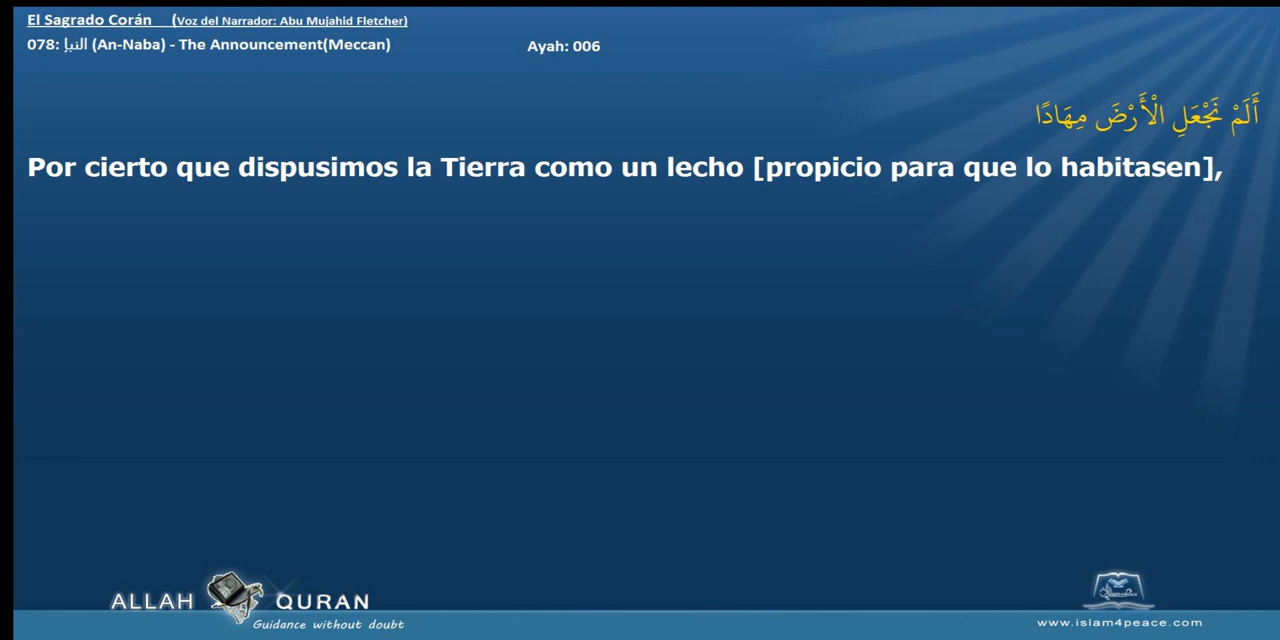 El Sagrado Corán (Voz del Narrador: Abu Mujahid Fletcher)
078: النبإ (An-Naba) - The Announcement(Meccan)
Ayah: 006
أَلَمْ نَجْعَلِ الْأَرْضَ مِهَادًا
Por cierto que dispusimos la Tierra como un lecho [propicio para que lo habitasen],
ALLAH QURAN
Guidance without doubt
www.islam4peace.com